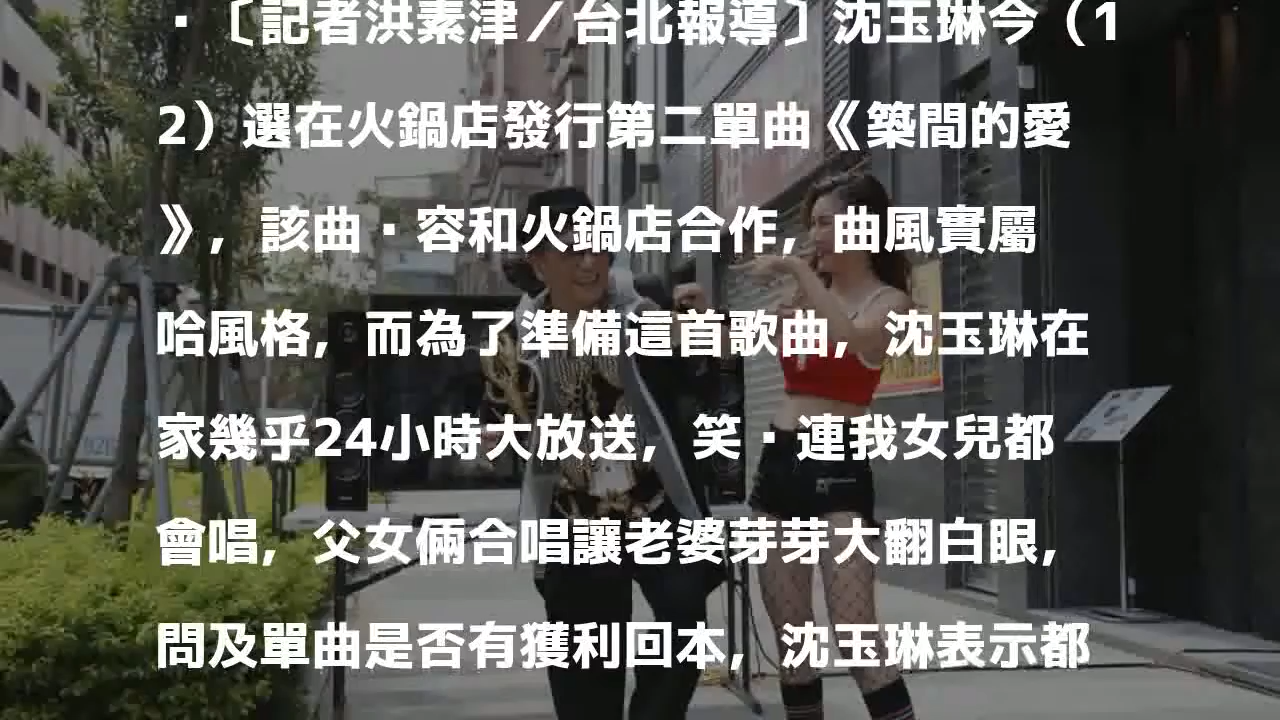 ·〔記者洪素津／台北報導〕沈玉琳今（1
2）選在火鍋店發行第二單曲《築間的愛
》，該曲·容和火鍋店合作，曲風實屬
哈風格，而為了準備這首歌曲，沈玉琳在
家幾乎24小時大放送，笑·連我女兒都
會唱，父女倆合唱讓老婆芽芽大翻白眼，
問及單曲是否有獲利回本，沈玉琳表示都